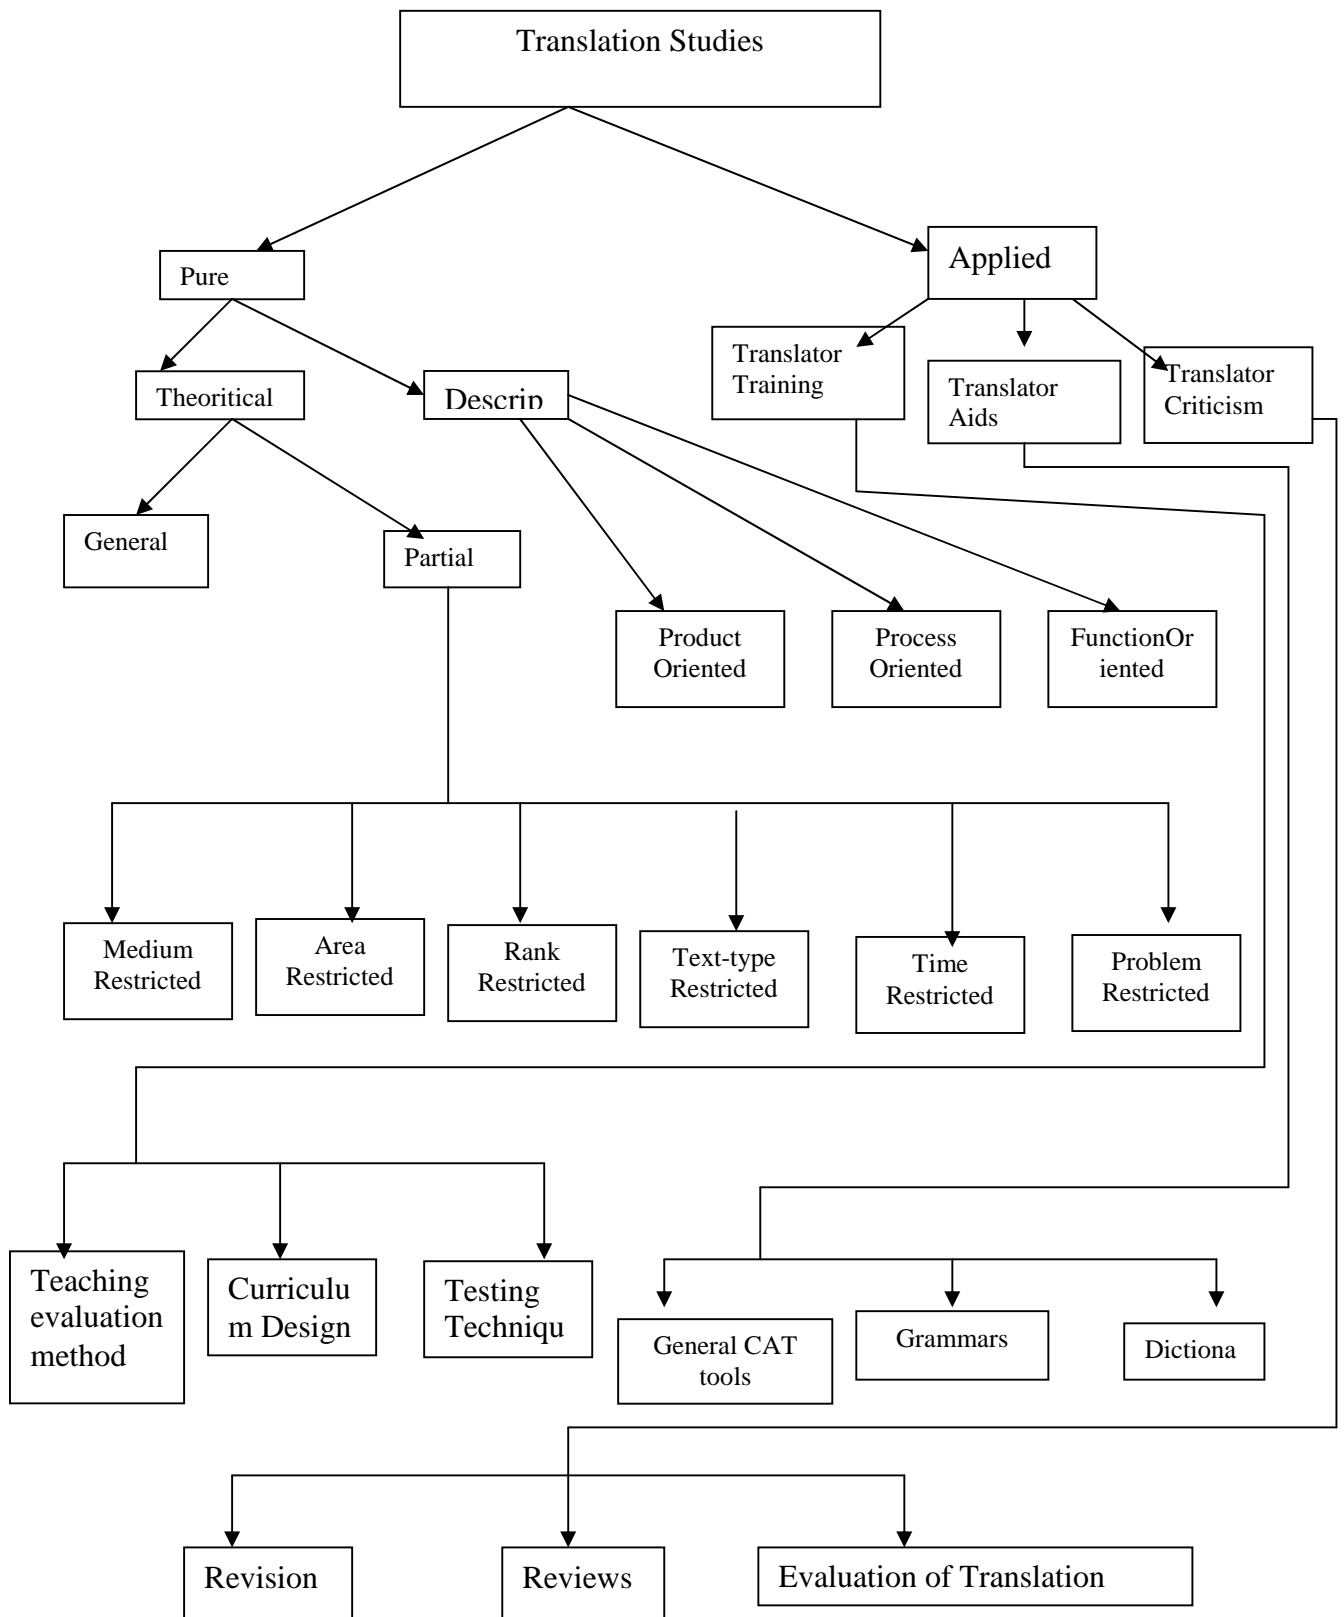 Translation Studies
Pure
Applied
Theoritical
Descrip
Translator
Training
Translator
Aids
Translator
Criticism
General
Partial
Product
Oriented
Process
Oriented
FunctionOr
iented
Medium
Restricted
Area
Restricted
Rank
Restricted
Text-type
Restricted
Time
Restricted
Problem
Restricted
Teaching
evaluation
method
Curriculu
m Design
Testing
Techniqu
General CAT
tools
Grammars
Dictiona
Revision
Reviews
Evaluation of Translation